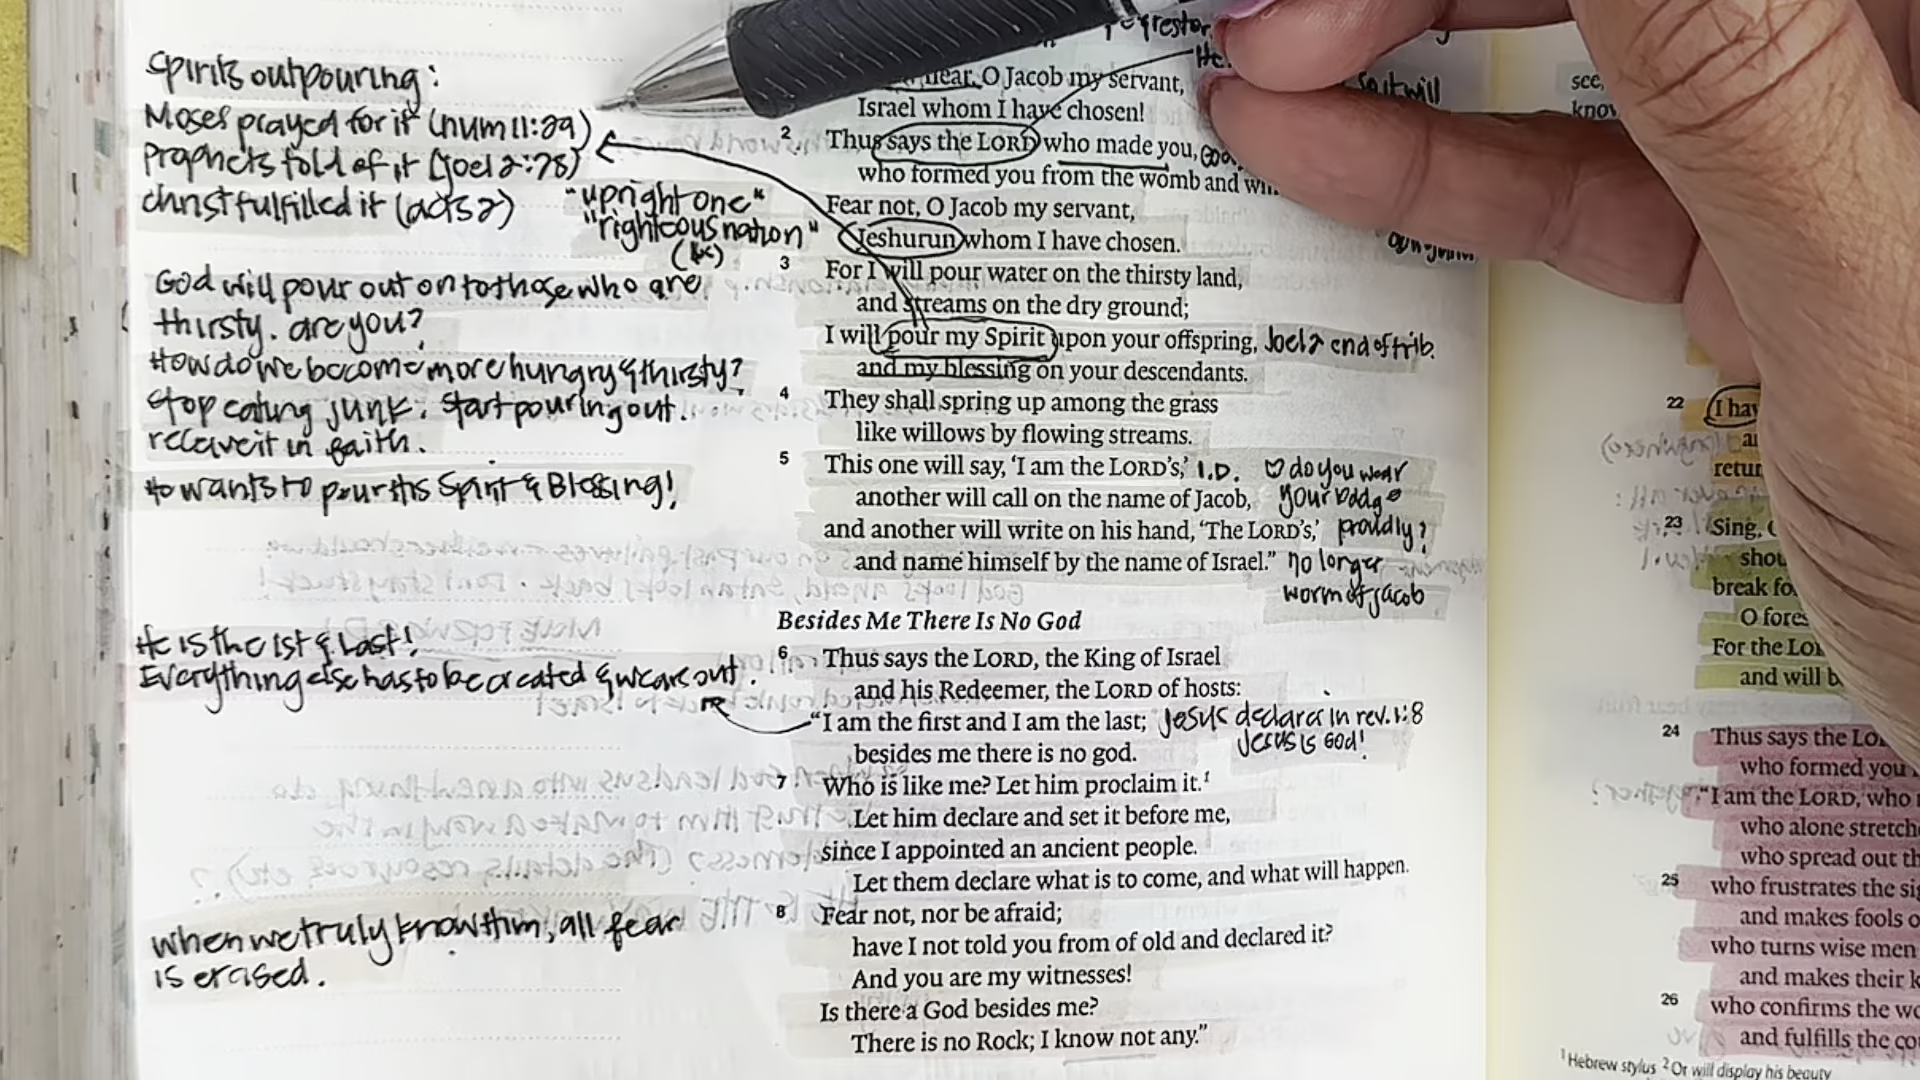 Spirits outpouring:
Moses prayed for it (num 11:29)
Prophets told of it (Joel 2:28)
christ fulfilled it (acts 2)
"upright one"
"righteous nation"
God will pour out on to those who are
thirsty. are you?
How do we become more hungry & thirsty?
Stop eating junk. Start pouring out.
receive it in faith.
He wants to pour His Spirit & Blessing!
He is the 1st & Last!
Everything else has to be created & wears out.
when we truly know Him, all fear
is erased.
hear, O Jacob my servant,
Israel whom I have chosen!
2 Thus says the LORD who made you,
who formed you from the womb and
Fear not, O Jacob my servant,
Jeshurun whom I have chosen.
3 For I will pour water on the thirsty land,
and streams on the dry ground;
I will pour my Spirit upon your offspring, Joel 2 end of trib.
and my blessing on your descendants.
4 They shall spring up among the grass
like willows by flowing streams.
5 This one will say, 'I am the LORD's,' I.D. ♡ do you wear
another will call on the name of Jacob, your badge
and another will write on his hand, 'The LORD's,' proudly?
and name himself by the name of Israel." no longer
worm of jacob
Besides Me There Is No God
6 Thus says the LORD, the King of Israel
and his Redeemer, the LORD of hosts:
"I am the first and I am the last; Jesus declares in rev. 1:8
besides me there is no god. Jesus is God!
7 Who is like me? Let him proclaim it.1
Let him declare and set it before me,
since I appointed an ancient people.
Let them declare what is to come, and what will happen.
8 Fear not, nor be afraid;
have I not told you from of old and declared it?
And you are my witnesses!
Is there a God besides me?
There is no Rock; I know not any."
see,
22 I
23 Sing,
break
For the
and will
24 Thus says the
who formed you
"I am the LORD, who
who alone
who spread out
25 who frustrates the
and makes fools
who turns wise men
and makes their
26 who confirms the
and fulfills the
1 Hebrew stylus 2 Or will display his beauty